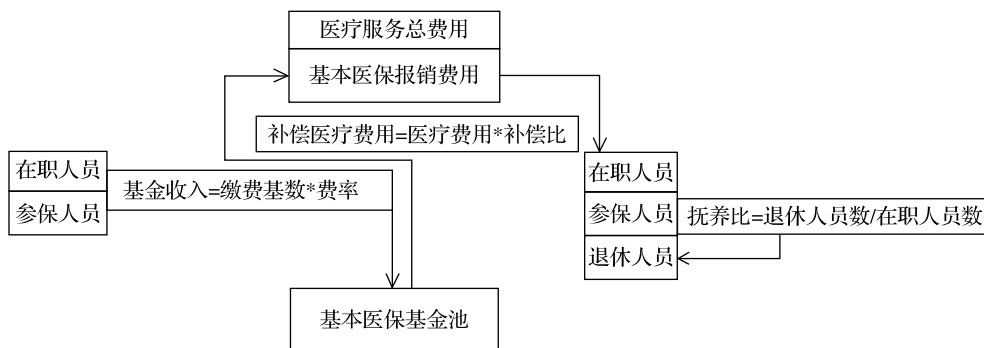 医疗服务总费用
基本医保报销费用
补偿医疗费用=医疗费用*补偿比
在职人员
参保人员
基金收入=缴费基数*费率
在职人员
参保人员
退休人员
抚养比=退休人员数/在职人员数
基本医保基金池